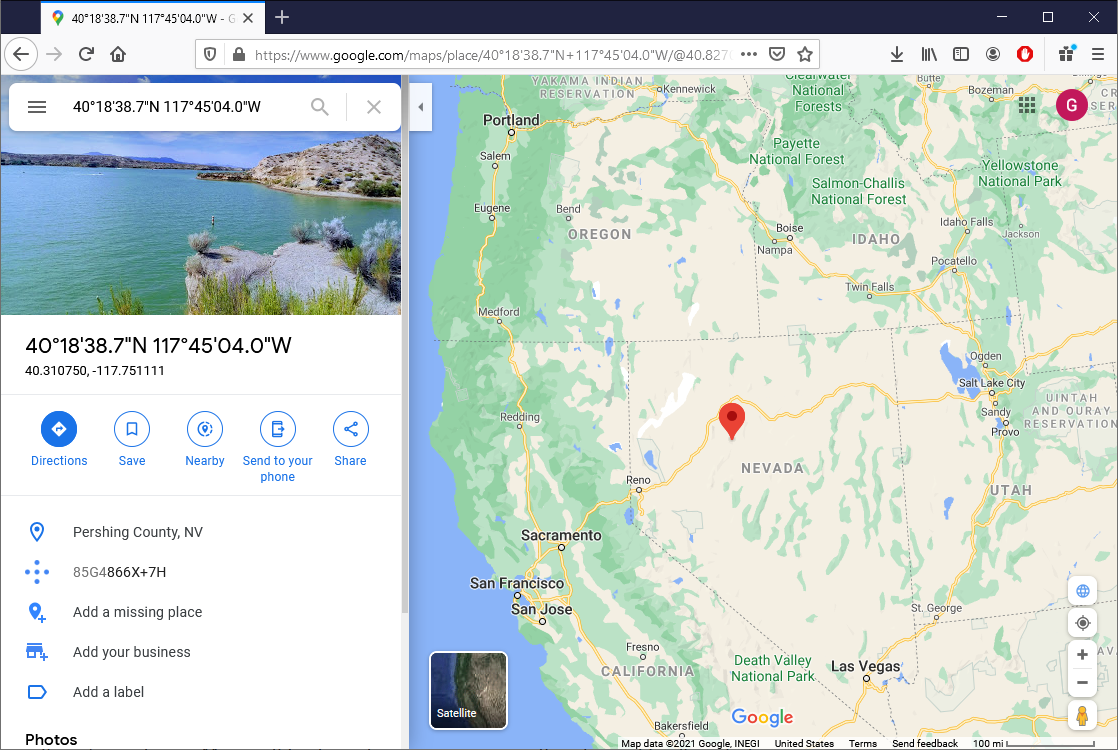 40°18'38.7"N 117°45'04.0"W - G
https://www.google.com/maps/place/40°18'38.7"N+117°45'04.0"W/@40.827
40°18'38.7"N 117°45'04.0"W
G
40°18'38.7"N 117°45'04.0"W
40.310750, -117.751111
Directions
Save
Nearby
Send to your
phone
Share
Pershing County, NV
85G4866X+7H
Add a missing place
Add your business
Add a label
Photos
YAKAMA INDIAN
RESERVATION
Kennewick
Clearwater
National
Forests
Butte
Bozeman
Portland
Salem
Payette
National Forest
Yellowstone
National Park
Salmon-Challis
National Forest
Eugene
Bend
OREGON
Boise
Nampa
IDAHO
Idaho Falls
Jackson
Pocatello
Twin Falls
Medford
Ogden
Salt Lake City
Sandy
Provo
UINTAH
AND OURAY
RESERVATION
Redding
NEVADA
Reno
UTAH
Sacramento
San Francisco
San Jose
St. George
Fresno
CALIFORNIA
Death Valley
National Park
Las Vegas
Bakersfield
Satellite
Google
Map data ©2021 Google, INEGI United States Terms Send feedback 100 mi